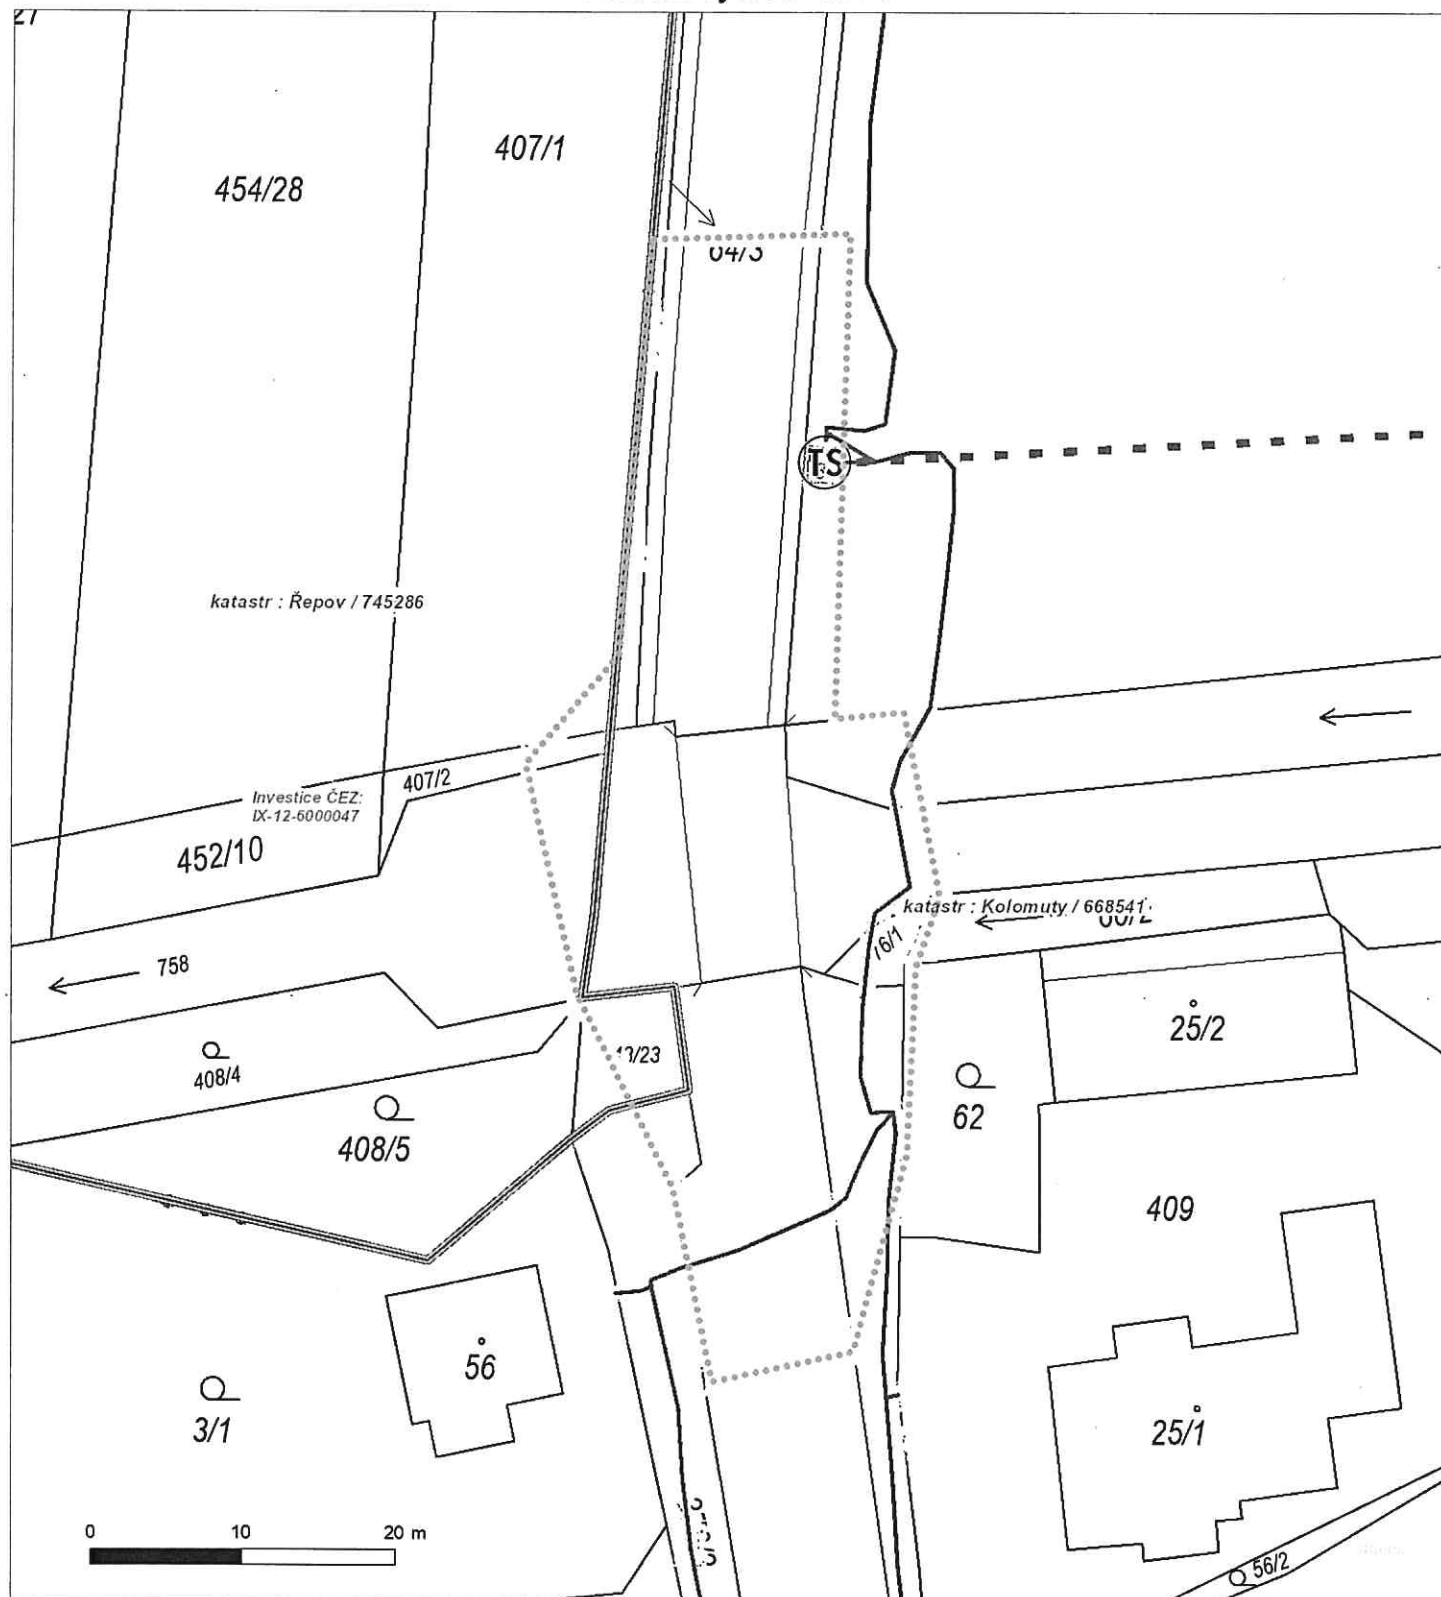 27
407/1
454/28
TS
katastr : Řepov / 745286
407/2
Investice ČEZ:
IX-12-6000047
452/10
katastr : Kolomuty / 668541
758
25/2
408/4
62
408/5
409
56
3/1
25/1
0 10 20 m
56/2